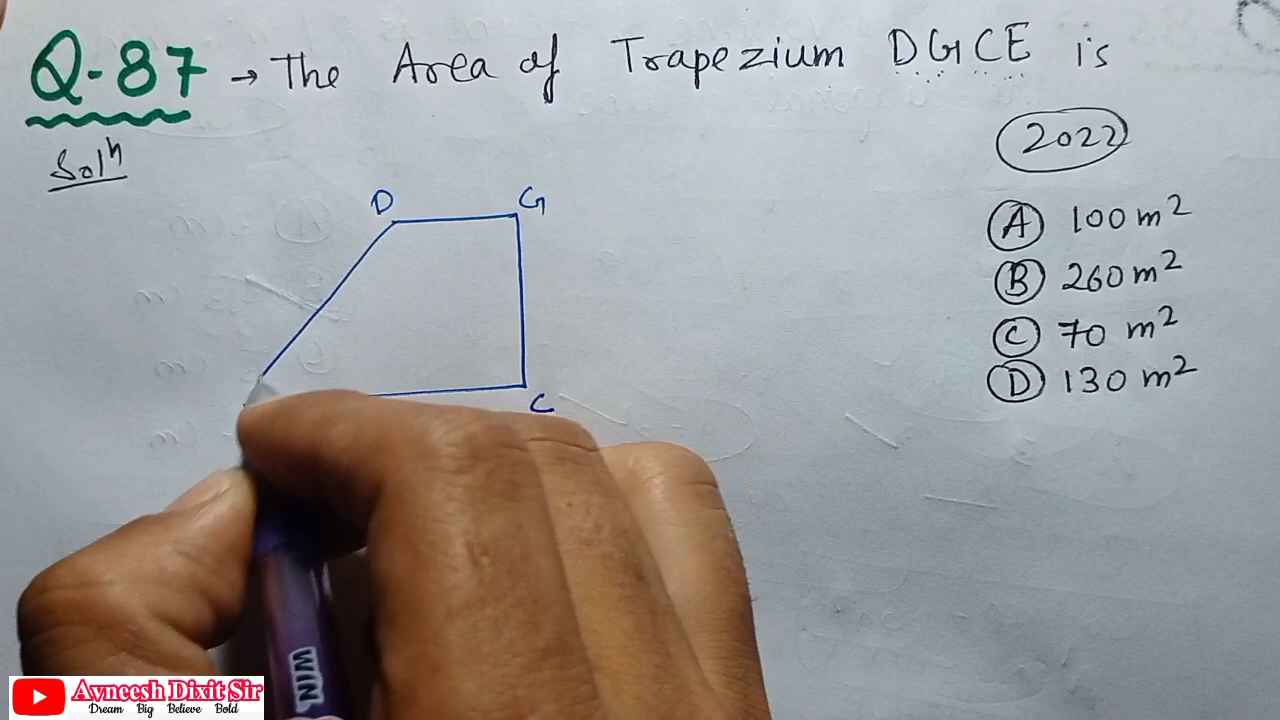 Q-87 → The Area of Trapezium DGCE is
Solⁿ
2022
A 100 m²
B 260 m²
C 70 m²
D 130 m²
D G
C
WIN
Avneesh Dixit Sir
Dream Big Believe Bold